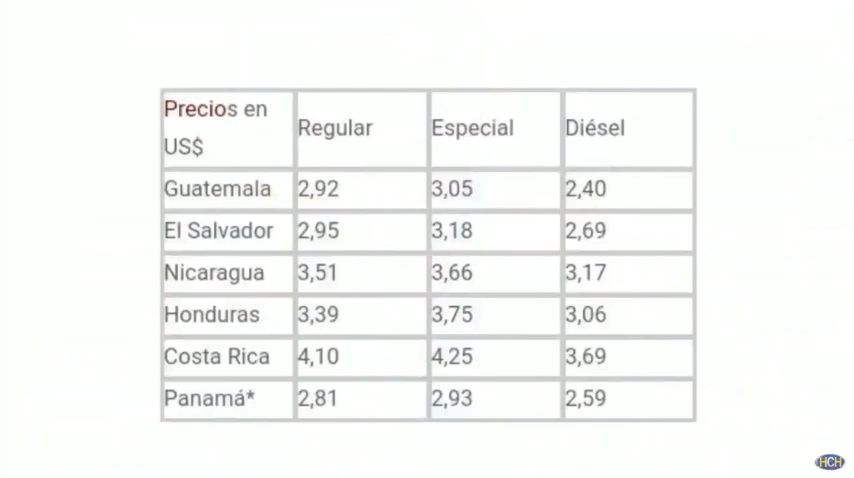 Precios en US$ Regular Especial Diésel
Guatemala 2,92 3,05 2,40
El Salvador 2,95 3,18 2,69
Nicaragua 3,51 3,66 3,17
Honduras 3,39 3,75 3,06
Costa Rica 4,10 4,25 3,69
Panamá* 2,81 2,93 2,59
HCH